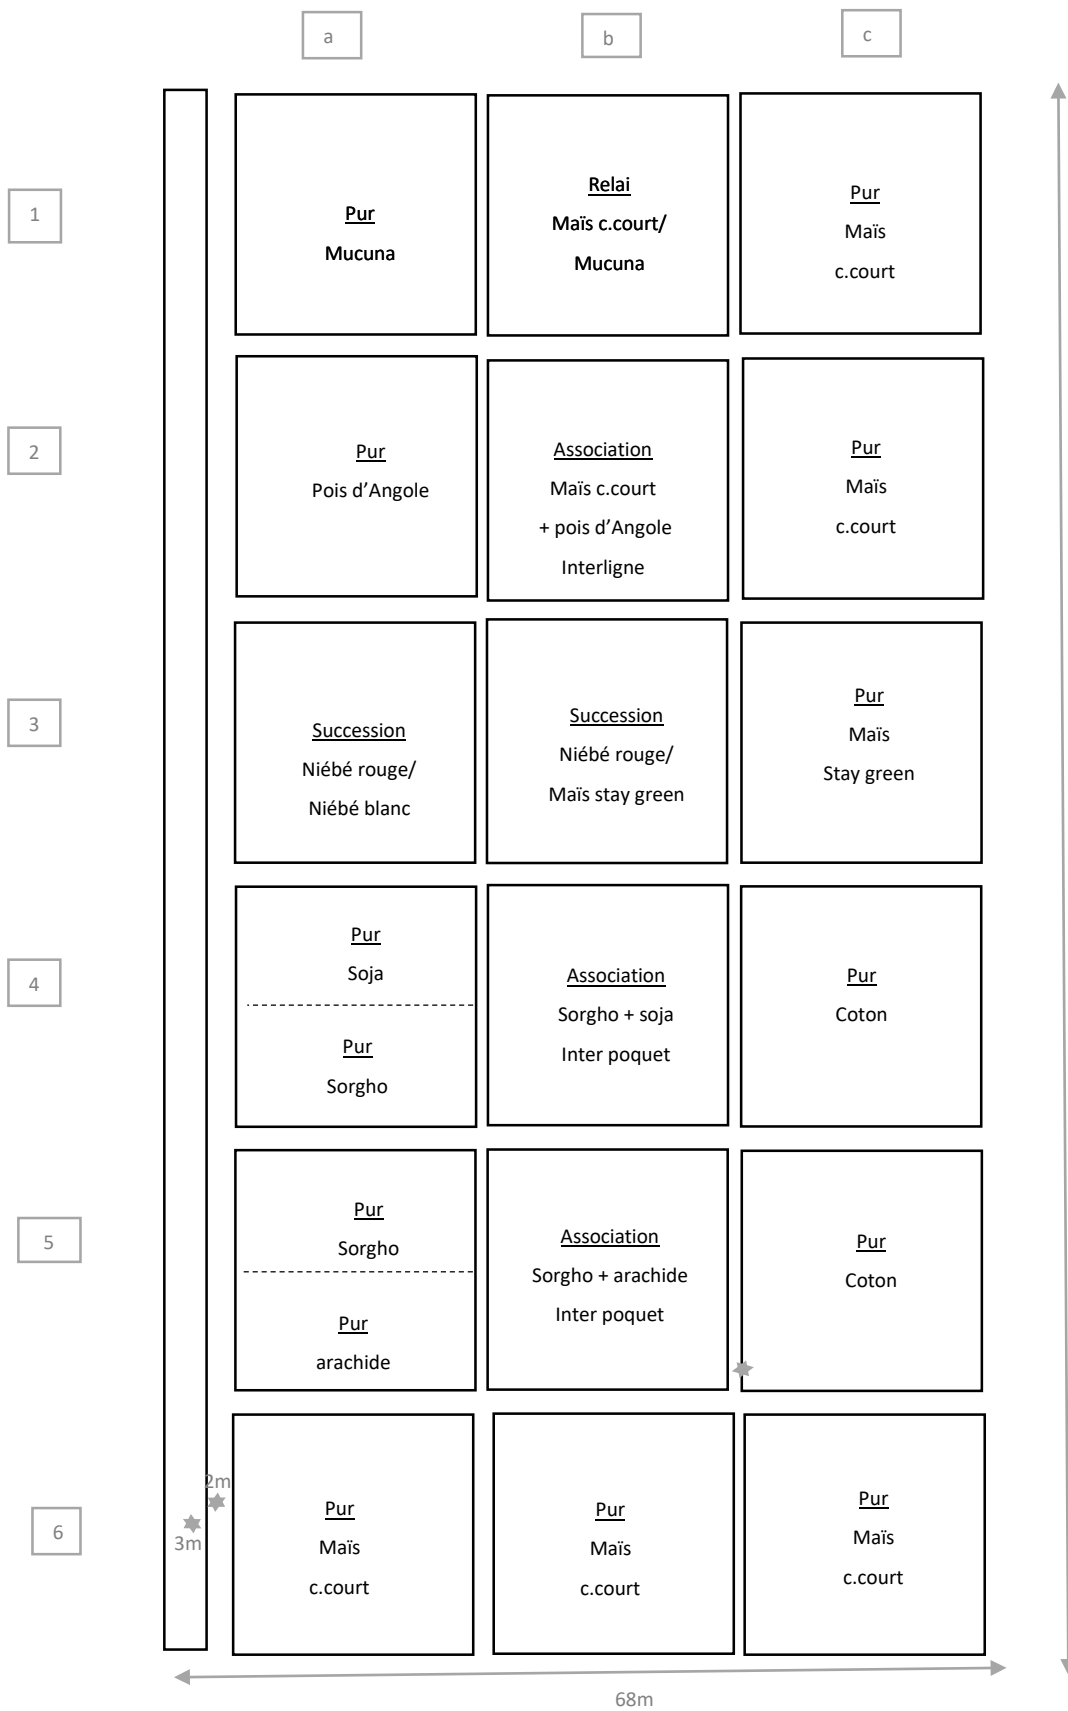 a
b
c
1
Pur
Mucuna
Relai
Maïs c.court/
Mucuna
Pur
Maïs
c.court
2
Pur
Pois d’Angole
Association
Maïs c.court
+ pois d’Angole
Interligne
Pur
Maïs
c.court
3
Succession
Niébé rouge/
Niébé blanc
Succession
Niébé rouge/
Maïs stay green
Pur
Maïs
Stay green
4
Pur
Soja
Pur
Sorgho
Association
Sorgho + soja
Inter poquet
Pur
Coton
5
Pur
Sorgho
Pur
arachide
Association
Sorgho + arachide
Inter poquet
Pur
Coton
6
2m
3m
Pur
Maïs
c.court
Pur
Maïs
c.court
Pur
Maïs
c.court
68m